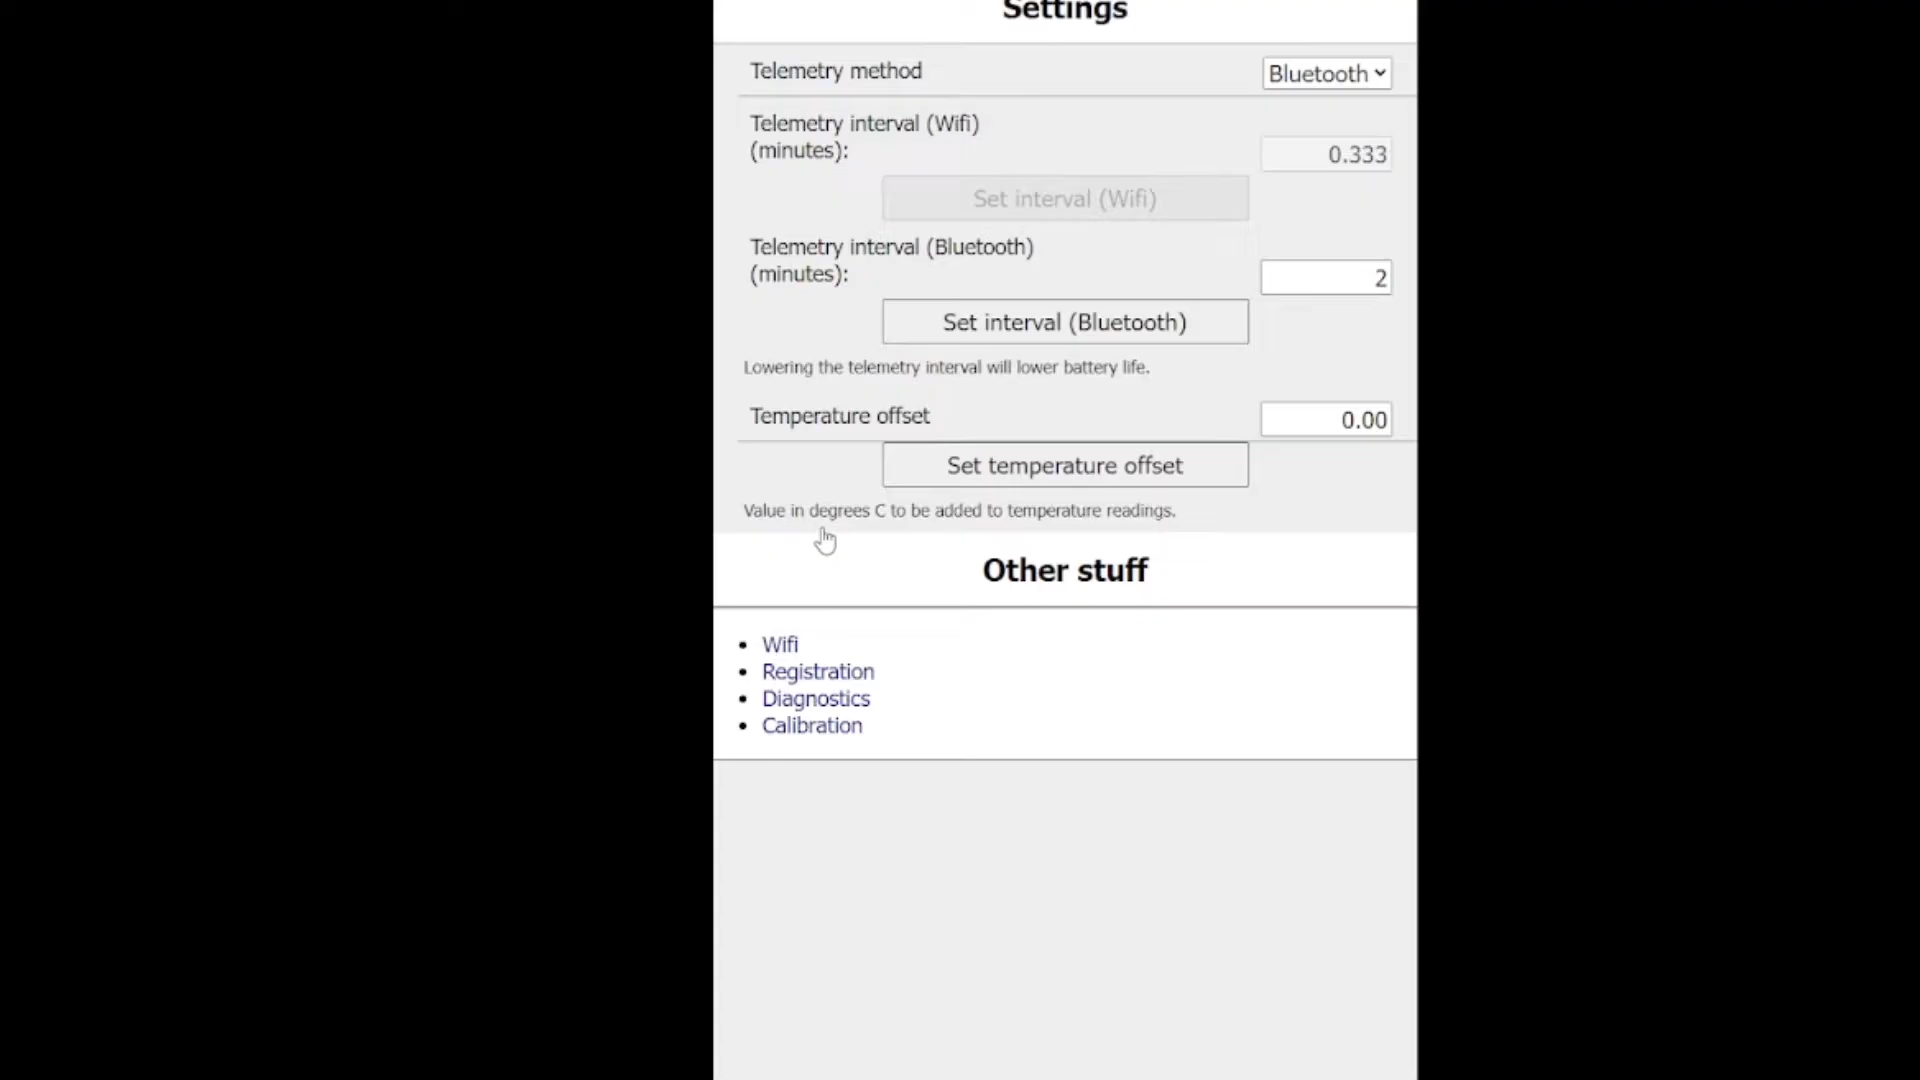 Settings
Telemetry method
Bluetooth
Telemetry interval (Wifi)
(minutes):
0.333
Set interval (Wifi)
Telemetry interval (Bluetooth)
(minutes):
2
Set interval (Bluetooth)
Lowering the telemetry interval will lower battery life.
Temperature offset
0.00
Set temperature offset
Value in degrees C to be added to temperature readings.
Other stuff
Wifi
Registration
Diagnostics
Calibration